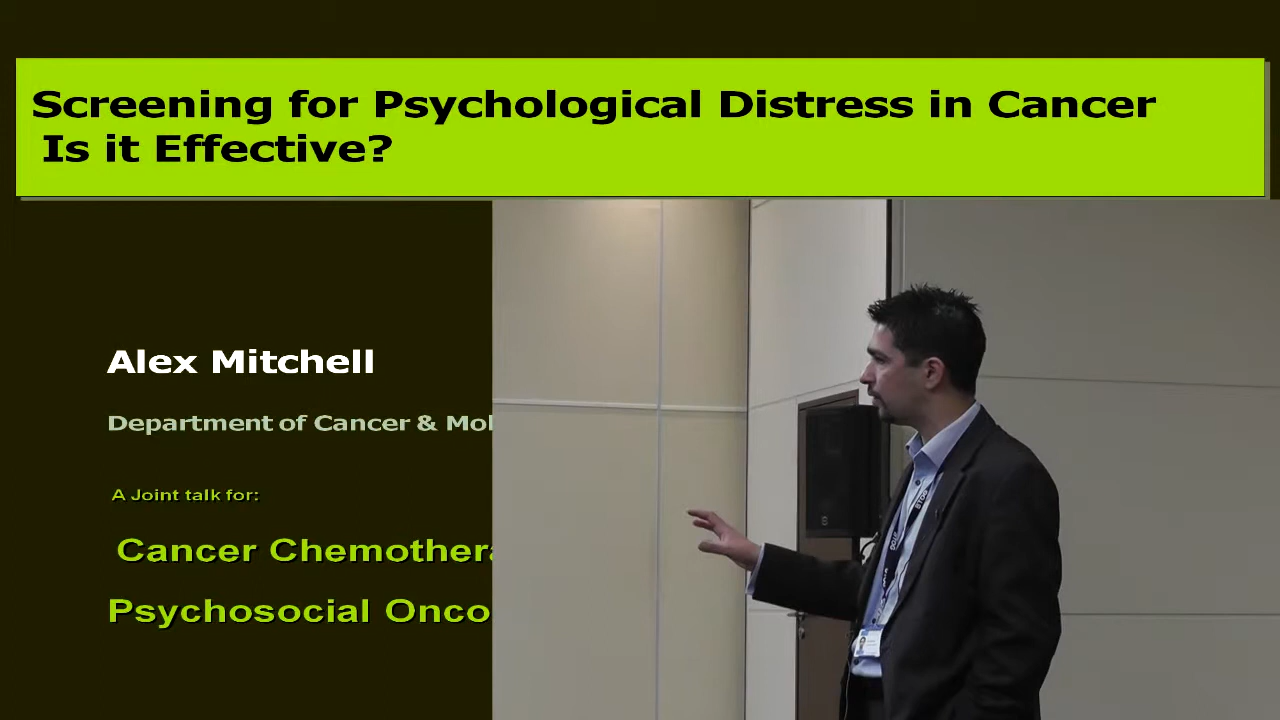 Screening for Psychological Distress in Cancer
Is it Effective?
Alex Mitchell
Department of Cancer & Mol
A Joint talk for:
Cancer Chemothera
Psychosocial Onco